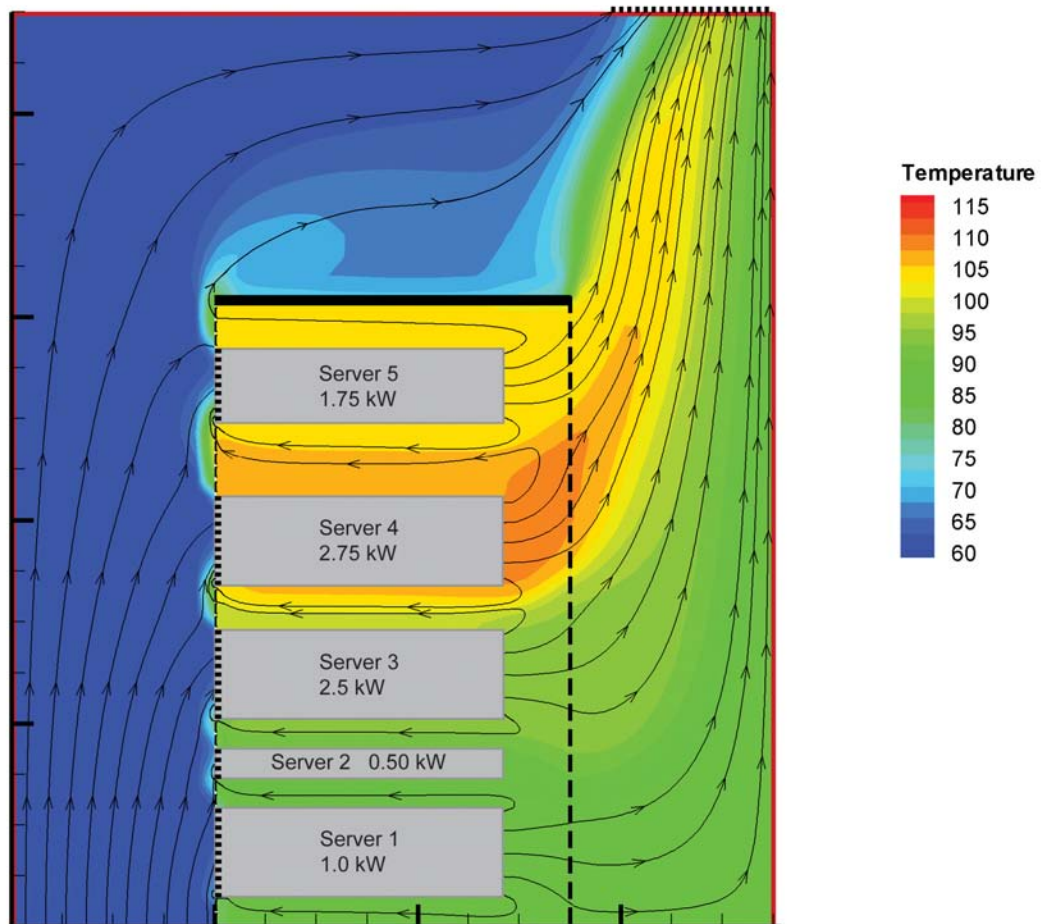 Temperature
115
110
105
100
95
90
85
80
75
70
65
60
Server 5
1.75 kW
Server 4
2.75 kW
Server 3
2.5 kW
Server 2 0.50 kW
Server 1
1.0 kW